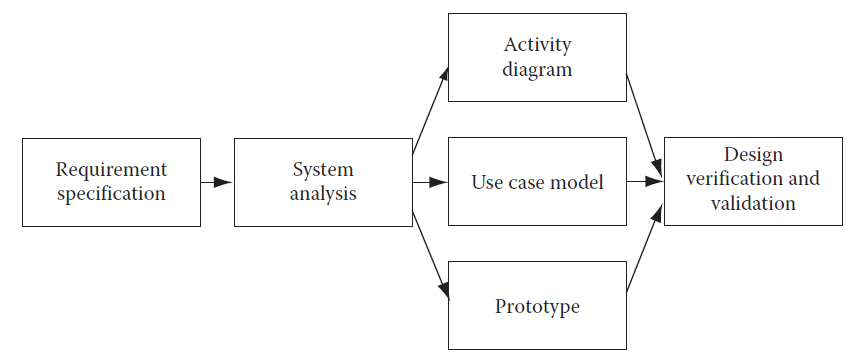 Requirement
specification
System
analysis
Activity
diagram
Use case model
Prototype
Design
verification and
validation